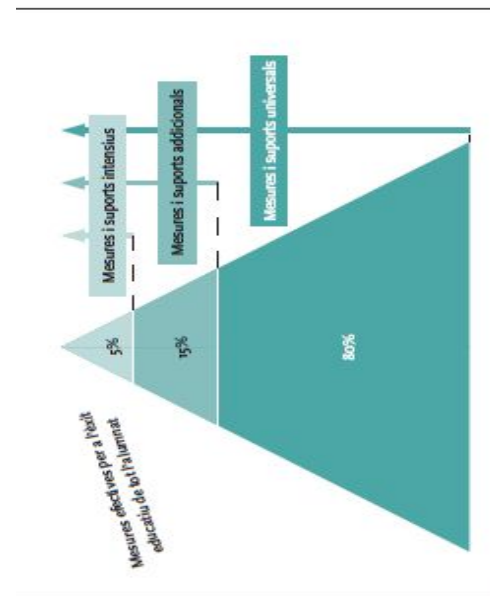 Mesures efectives per a l'èxit
educatiu de tot l'alumnat
5%
15%
80%
Mesures i suports intensius
Mesures i suports addicionals
Mesures i suports universals